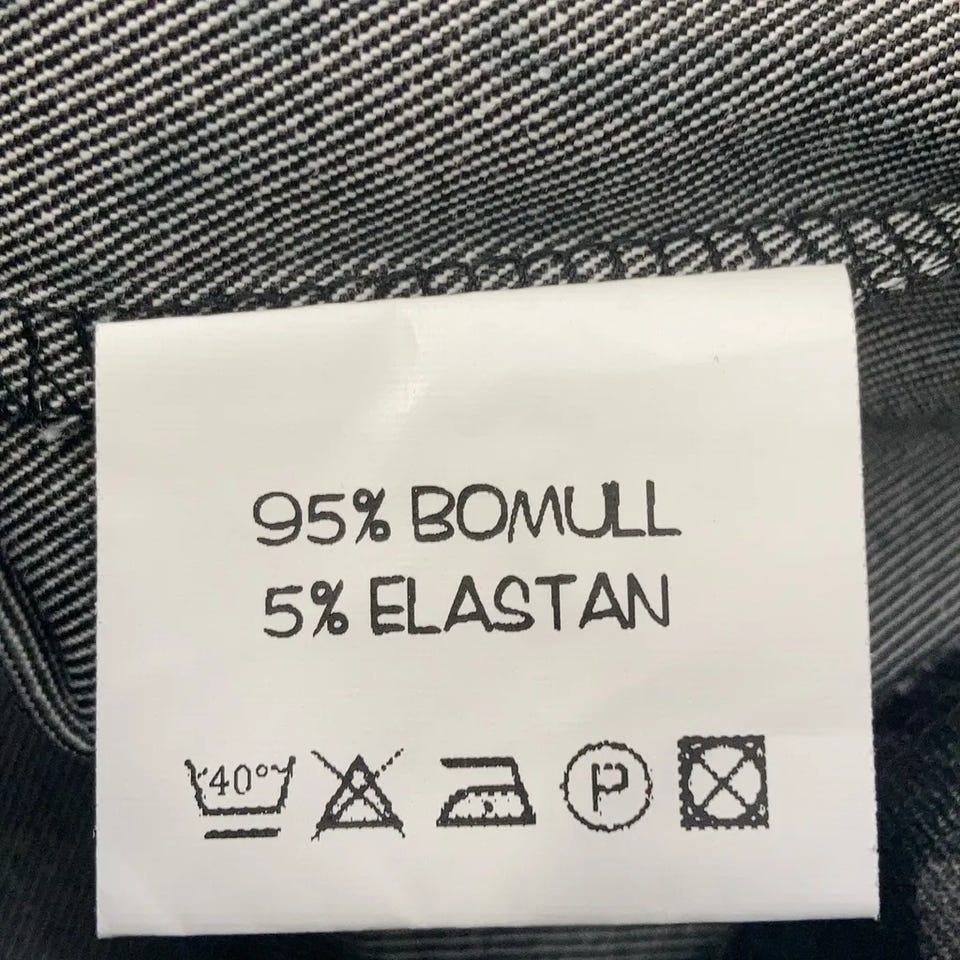 95% BOMULL
5% ELASTAN
40° P